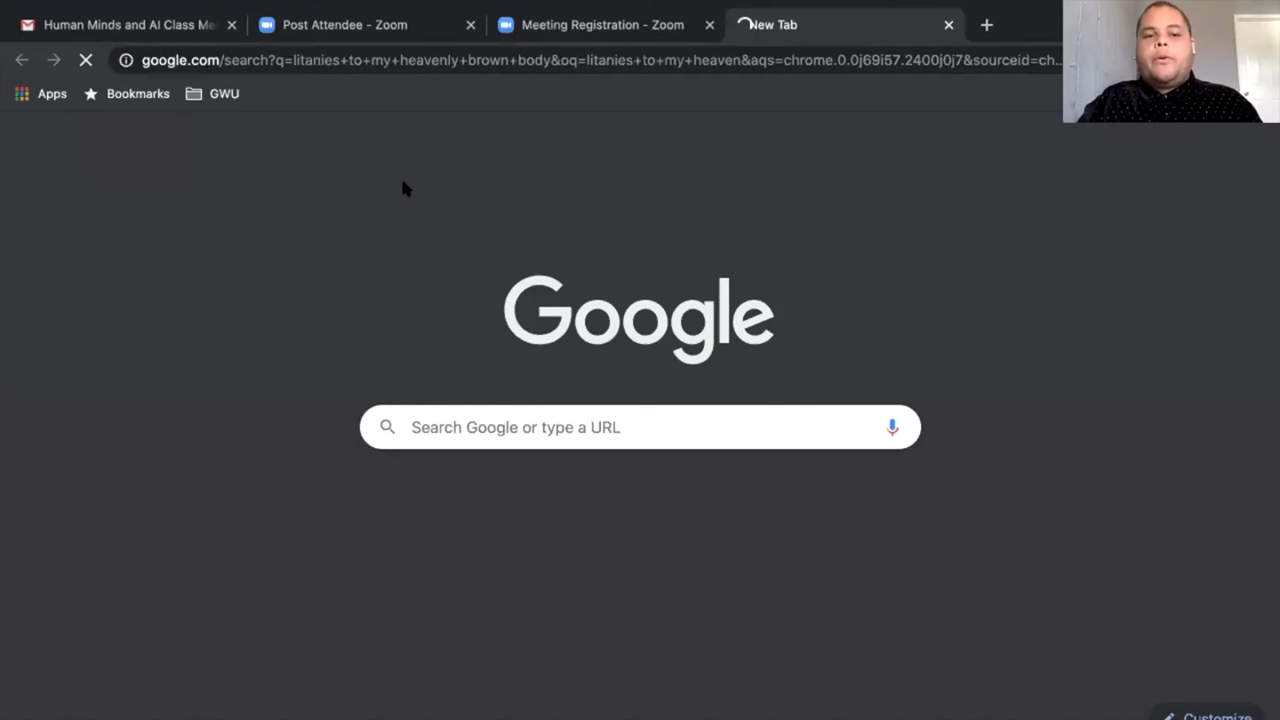 Human Minds and AI Class Me
Post Attendee - Zoom
Meeting Registration - Zoom
New Tab
google.com/search?q=litanies+to+my+heavenly+brown+body&oq=litanies+to+my+heaven&aqs=chrome.0.0j69i57.2400j0j7&sourceid=ch...
Apps
Bookmarks
GWU
Google
Search Google or type a URL
Customize